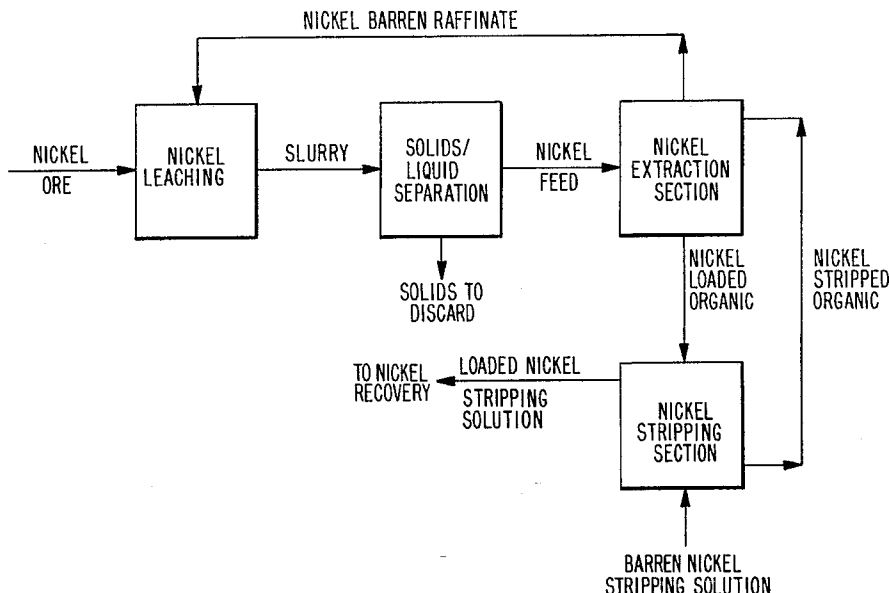 NICKEL BARREN RAFFINATE
NICKEL
ORE
NICKEL
LEACHING
SLURRY
SOLIDS/
LIQUID
SEPARATION
NICKEL
FEED
NICKEL
EXTRACTION
SECTION
SOLIDS TO
DISCARD
NICKEL
LOADED
ORGANIC
NICKEL
STRIPPED
ORGANIC
TO NICKEL
RECOVERY
LOADED NICKEL
STRIPPING
SOLUTION
NICKEL
STRIPPING
SECTION
BARREN NICKEL
STRIPPING SOLUTION